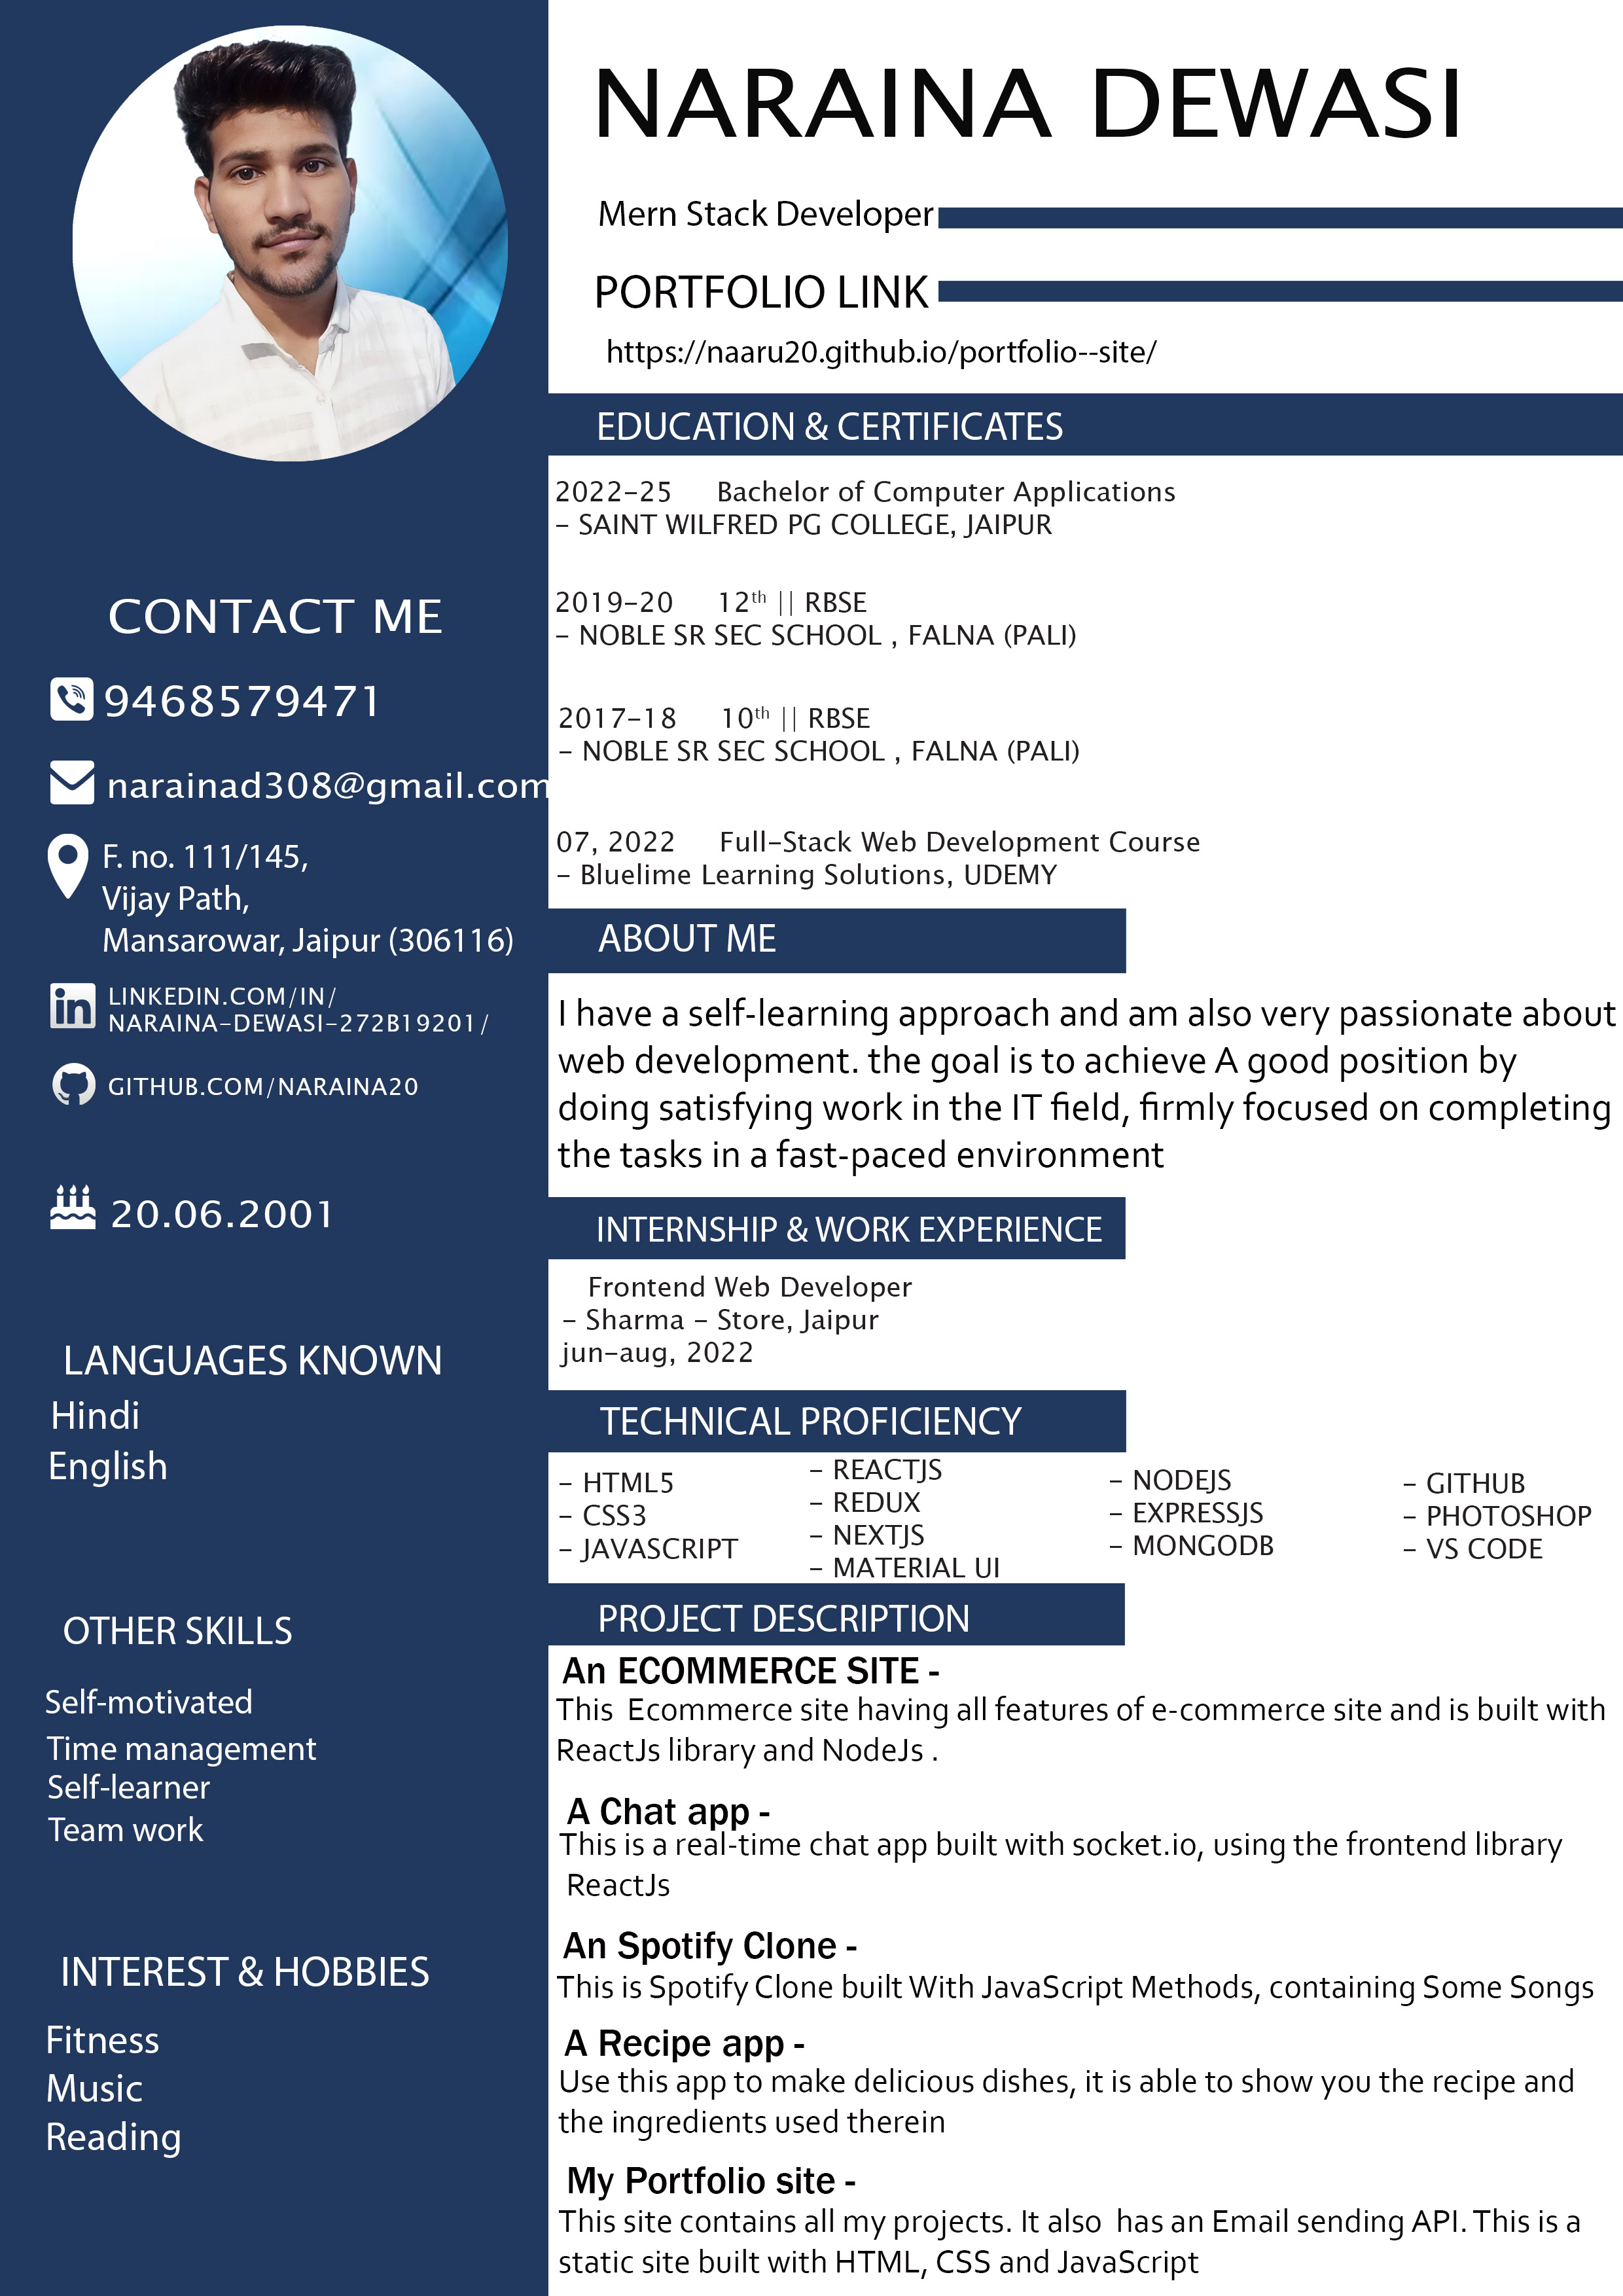 NARAINA DEWASI
Mern Stack Developer
PORTFOLIO LINK
https://naaru20.github.io/portfolio--site/
EDUCATION & CERTIFICATES
2022-25 Bachelor of Computer Applications
- SAINT WILFRED PG COLLEGE, JAIPUR
2019-20 12th || RBSE
- NOBLE SR SEC SCHOOL , FALNA (PALI)
2017-18 10th || RBSE
- NOBLE SR SEC SCHOOL , FALNA (PALI)
07, 2022 Full-Stack Web Development Course
- Bluelime Learning Solutions, UDEMY
ABOUT ME
I have a self-learning approach and am also very passionate about
web development. the goal is to achieve A good position by
doing satisfying work in the IT field, firmly focused on completing
the tasks in a fast-paced environment
INTERNSHIP & WORK EXPERIENCE
Frontend Web Developer
- Sharma - Store, Jaipur
jun-aug, 2022
TECHNICAL PROFICIENCY
- HTML5
- CSS3
- JAVASCRIPT
- REACTJS
- REDUX
- NEXTJS
- MATERIAL UI
- NODEJS
- EXPRESSJS
- MONGODB
- GITHUB
- PHOTOSHOP
- VS CODE
PROJECT DESCRIPTION
An ECOMMERCE SITE -
This Ecommerce site having all features of e-commerce site and is built with
ReactJs library and NodeJs .
A Chat app -
This is a real-time chat app built with socket.io, using the frontend library
ReactJs
An Spotify Clone -
This is Spotify Clone built With JavaScript Methods, containing Some Songs
A Recipe app -
Use this app to make delicious dishes, it is able to show you the recipe and
the ingredients used therein
My Portfolio site -
This site contains all my projects. It also has an Email sending API. This is a
static site built with HTML, CSS and JavaScript
CONTACT ME
9468579471
narainad308@gmail.com
F. no. 111/145,
Vijay Path,
Mansarowar, Jaipur (306116)
in
LINKEDIN.COM/IN/
NARAINA-DEWASI-272B19201/
GITHUB.COM/NARAINA20
20.06.2001
LANGUAGES KNOWN
Hindi
English
OTHER SKILLS
Self-motivated
Time management
Self-learner
Team work
INTEREST & HOBBIES
Fitness
Music
Reading